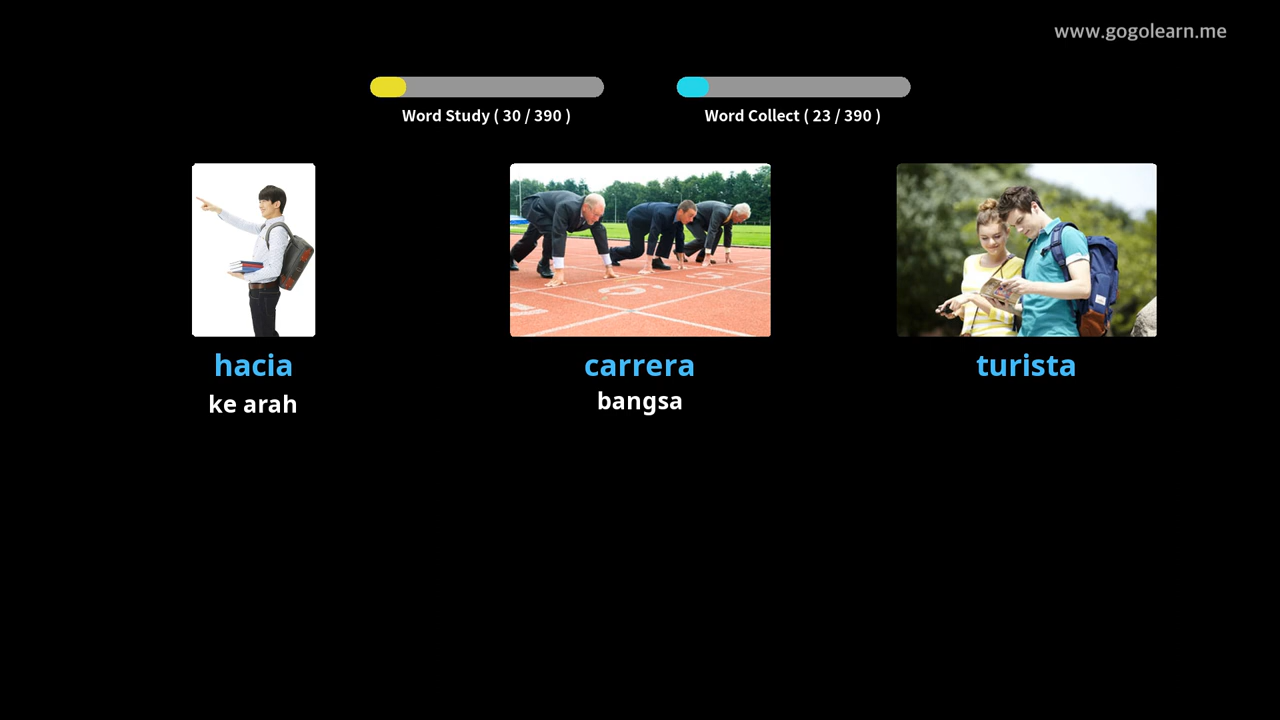 www.gogolearn.me
Word Study ( 30 / 390 )
Word Collect ( 23 / 390 )
hacia
carrera
turista
ke arah
bangsa